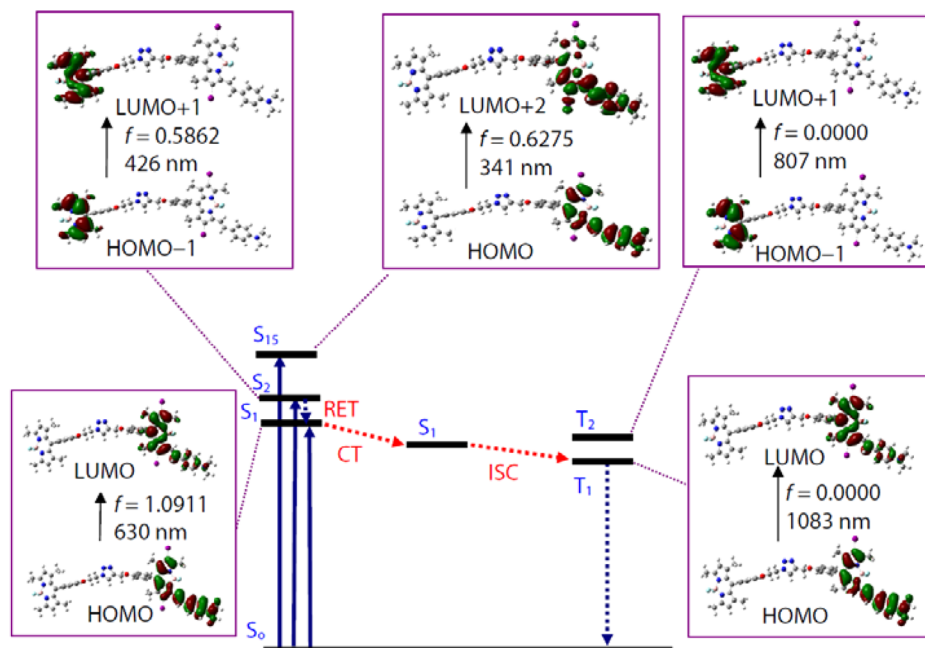 LUMO+1
f = 0.5862
426 nm
HOMO−1
LUMO+2
f = 0.6275
341 nm
HOMO
LUMO+1
f = 0.0000
807 nm
HOMO−1
S15
S2
S1
RET
CT
S1
ISC
T2
T1
So
LUMO
f = 1.0911
630 nm
HOMO
LUMO
f = 0.0000
1083 nm
HOMO